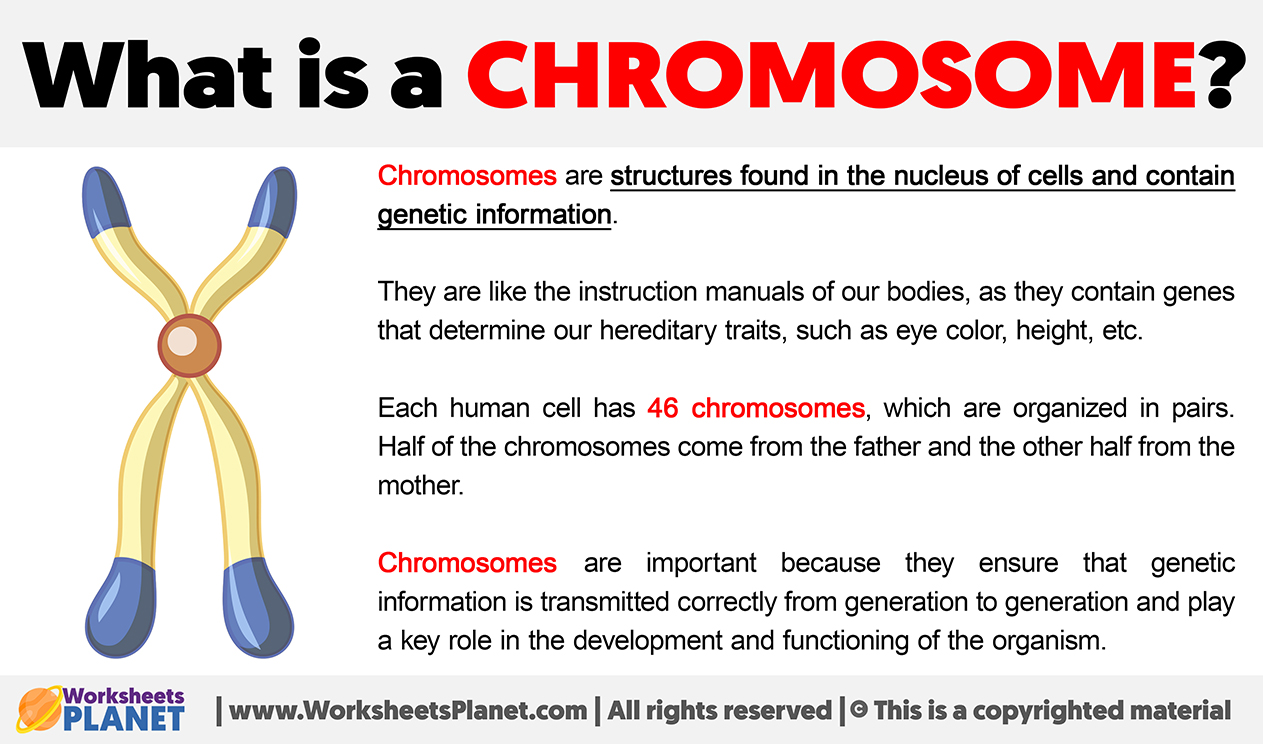 What is a CHROMOSOME?
Chromosomes are structures found in the nucleus of cells and contain
genetic information.
They are like the instruction manuals of our bodies, as they contain genes
that determine our hereditary traits, such as eye color, height, etc.
Each human cell has 46 chromosomes, which are organized in pairs.
Half of the chromosomes come from the father and the other half from the
mother.
Chromosomes are important because they ensure that genetic
information is transmitted correctly from generation to generation and play
a key role in the development and functioning of the organism.
Worksheets
PLANET
| www.WorksheetsPlanet.com | All rights reserved | © This is a copyrighted material